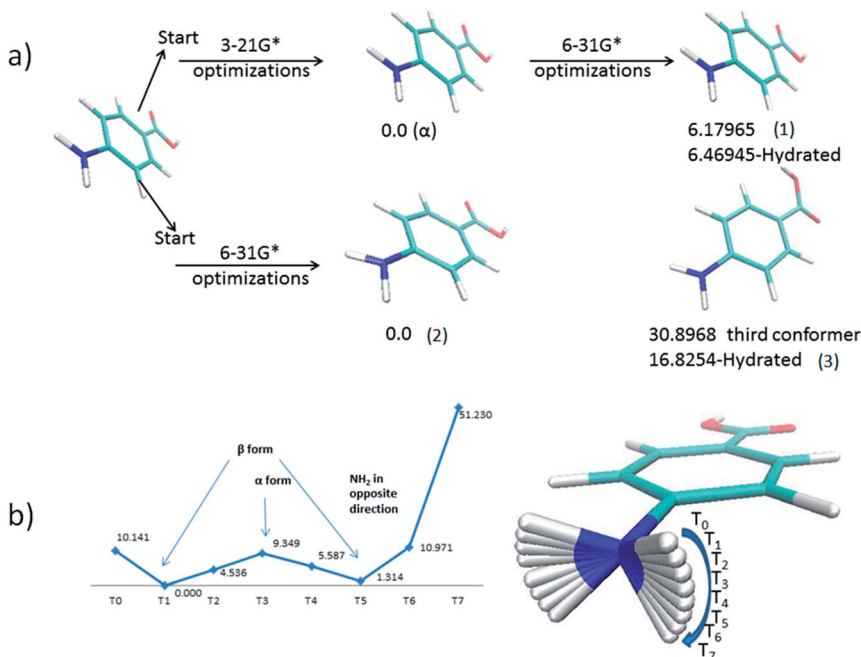 a)
Start
3-21G*
optimizations
0.0 (α)
6-31G*
optimizations
6.17965 (1)
6.46945-Hydrated
Start
6-31G*
optimizations
0.0 (2)
30.8968 third conformer
16.8254-Hydrated (3)
b)
β form
α form
NH₂ in
opposite
direction
51.230
10.141
0.000
4.536
9.349
5.587
1.314
10.971
T0 T1 T2 T3 T4 T5 T6 T7
T₀
T₁
T₂
T₃
T₄
T₅
T₆
T₇